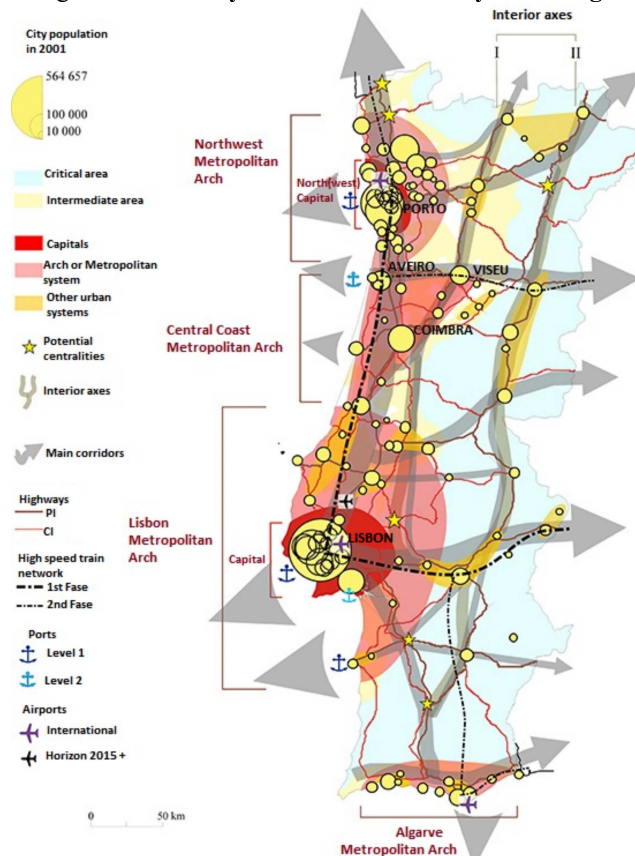 City population
in 2001
564 657
100 000
10 000
Critical area
Intermediate area
Capitals
Arch or Metropolitan
system
Other urban
systems
Potential
centralities
Interior axes
Main corridors
Highways
PI
CI
High speed train
network
1st Fase
2nd Fase
Ports
Level 1
Level 2
Airports
International
Horizon 2015 +
0
50 km
Interior axes
I
II
Northwest
Metropolitan
Arch
North(west)
Capital
PORTO
AVEIRO
VISEU
Central Coast
Metropolitan Arch
COIMBRA
Lisbon
Metropolitan
Arch
Capital
LISBON
Algarve
Metropolitan Arch